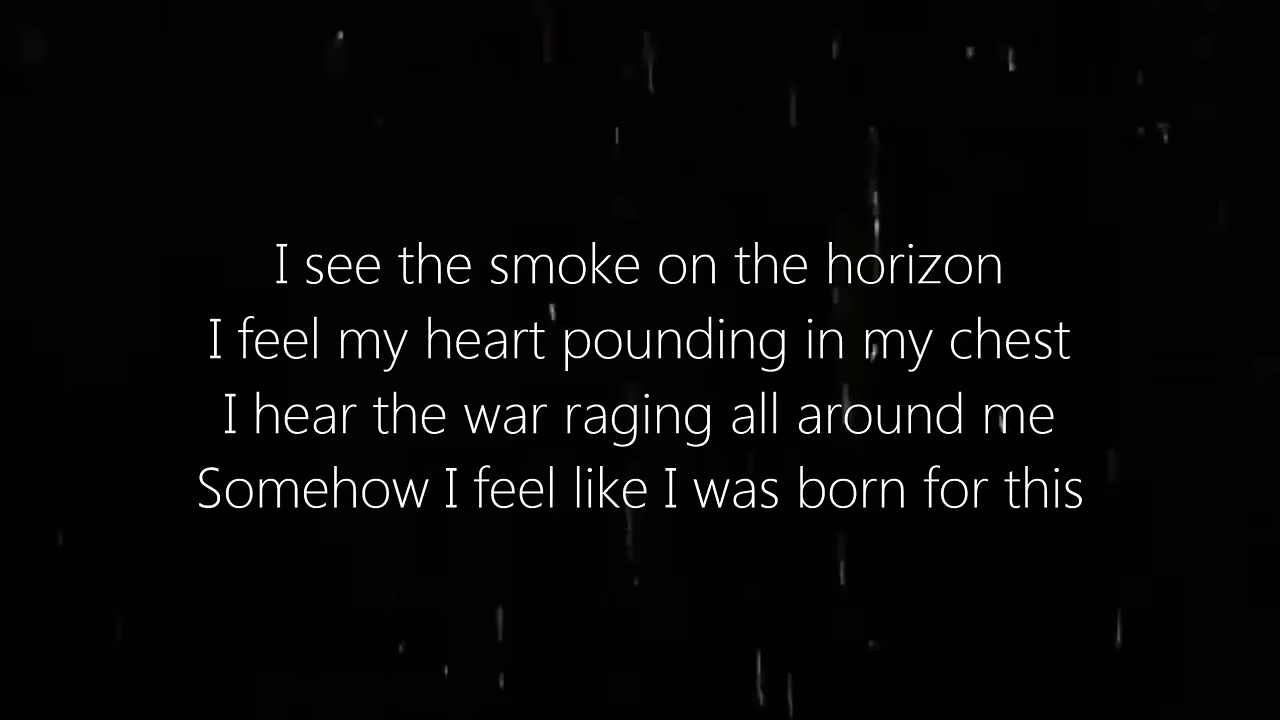 I see the smoke on the horizon
I feel my heart pounding in my chest
I hear the war raging all around me
Somehow I feel like I was born for this